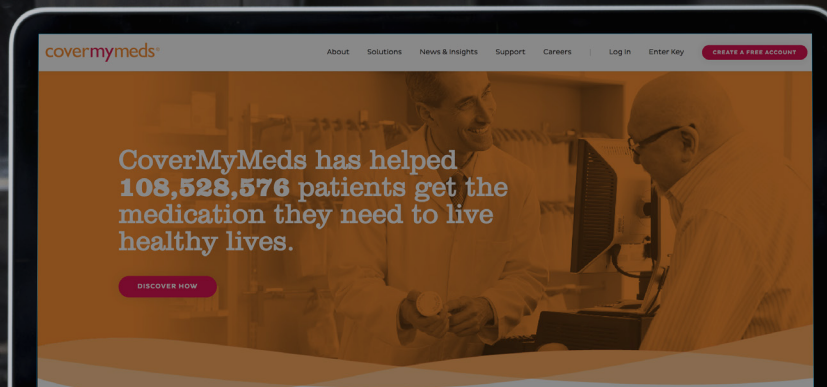 covermymeds®
About Solutions News & Insights Support Careers | Log In Enter Key CREATE A FREE ACCOUNT
CoverMyMeds has helped
108,528,576 patients get the
medication they need to live
healthy lives.
DISCOVER HOW